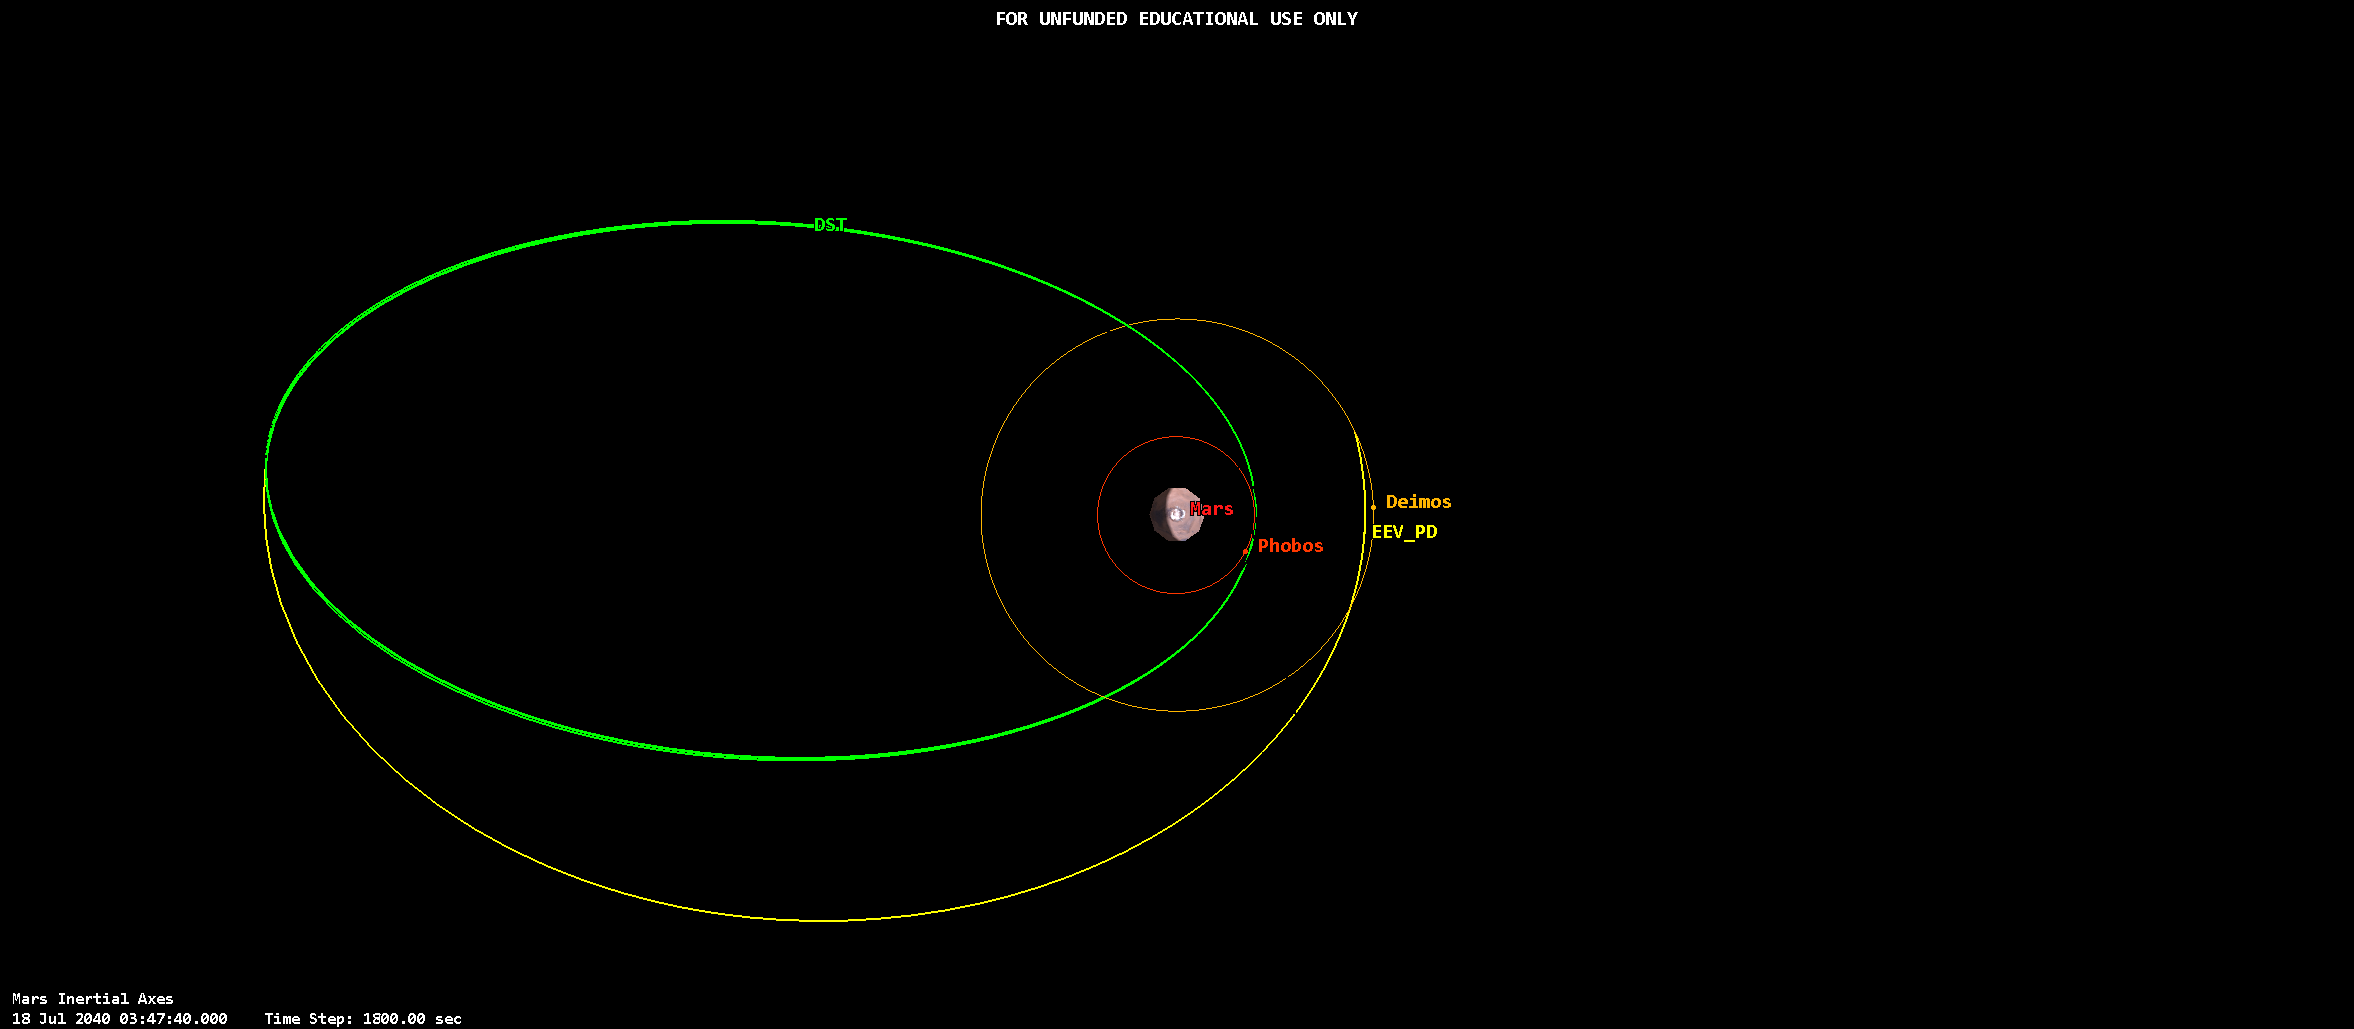 FOR UNFUNDED EDUCATIONAL USE ONLY
DST
Deimos
Mars
EEV_PD
Phobos
Mars Inertial Axes
18 Jul 2040 03:47:40.000 Time Step: 1800.00 sec